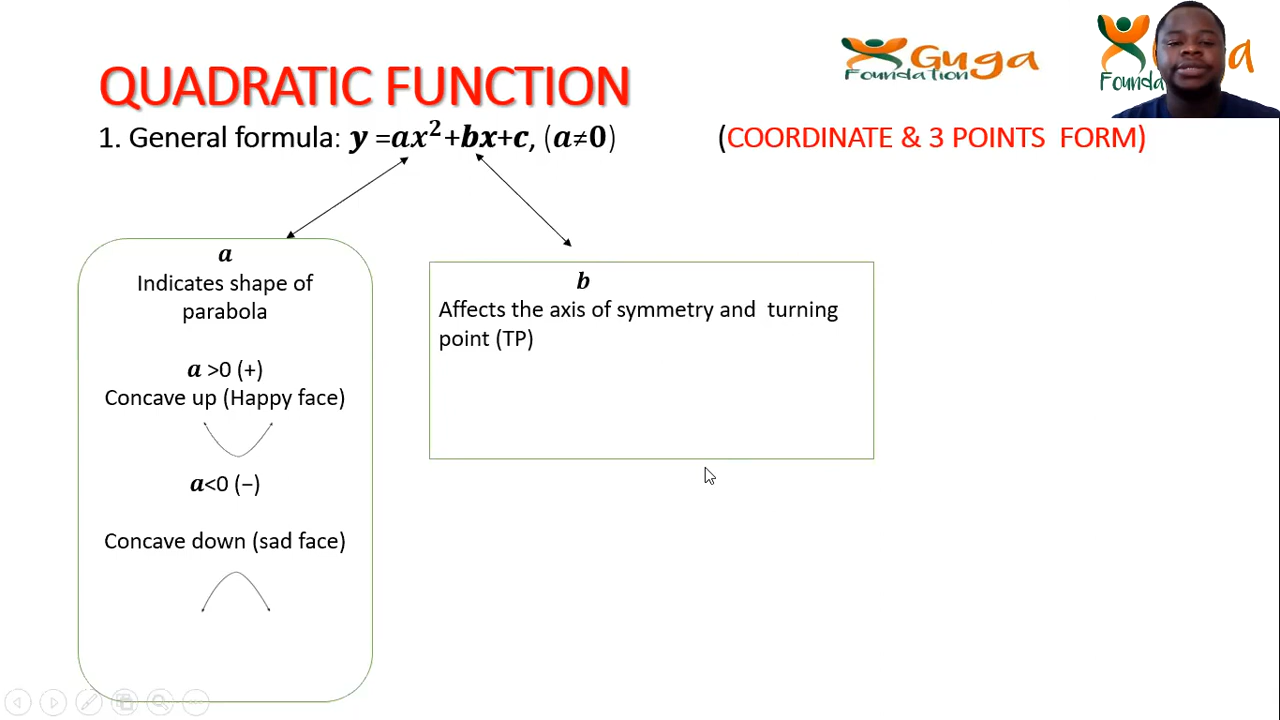 QUADRATIC FUNCTION
1. General formula: y =ax²+bx+c, (a≠0) (COORDINATE & 3 POINTS FORM)
Guga
Foundation
Founda
a
a
Indicates shape of
parabola
a >0 (+)
Concave up (Happy face)
a<0 (−)
Concave down (sad face)
b
Affects the axis of symmetry and turning
point (TP)